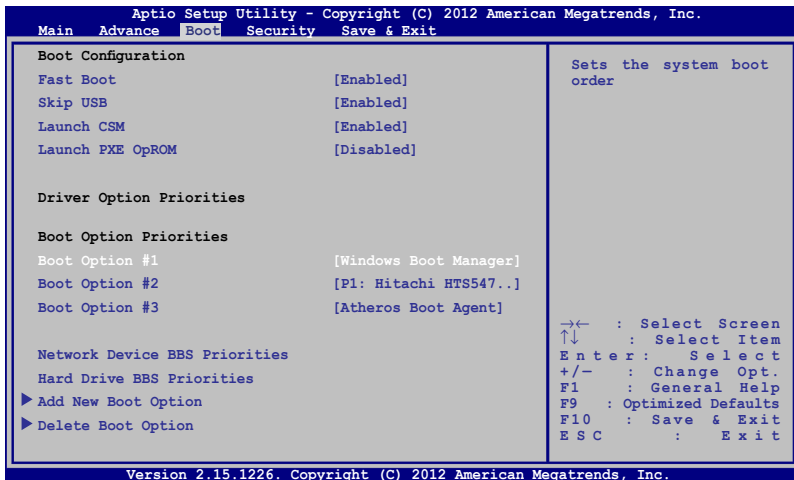 Aptio Setup Utility - Copyright (C) 2012 American Megatrends, Inc.
Main Advance Boot Security Save & Exit
Boot Configuration
Fast Boot [Enabled]
Skip USB [Enabled]
Launch CSM [Enabled]
Launch PXE OpROM [Disabled]
Driver Option Priorities
Boot Option Priorities
Boot Option #1 [Windows Boot Manager]
Boot Option #2 [P1: Hitachi HTS547..]
Boot Option #3 [Atheros Boot Agent]
Network Device BBS Priorities
Hard Drive BBS Priorities
Add New Boot Option
Delete Boot Option
Sets the system boot
order
→← : Select Screen
↑↓ : Select Item
Enter: Select
+/— : Change Opt.
F1 : General Help
F9 : Optimized Defaults
F10 : Save & Exit
ESC : Exit
Version 2.15.1226. Copyright (C) 2012 American Megatrends, Inc.